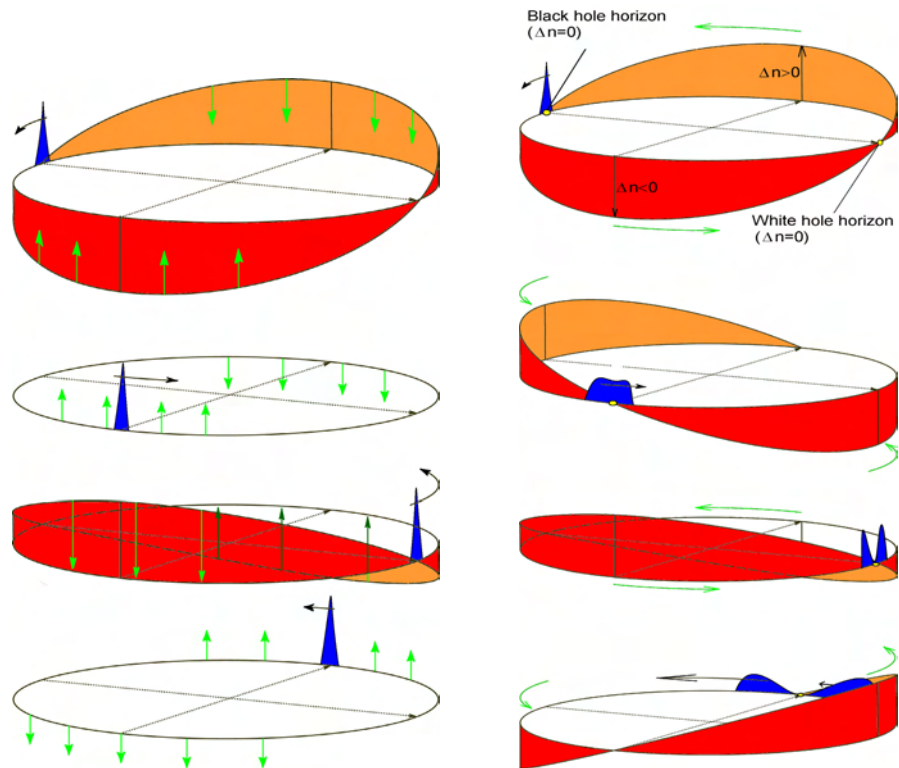 Black hole horizon
(Δn=0)
Δn>0
Δn<0
White hole horizon
(Δn=0)